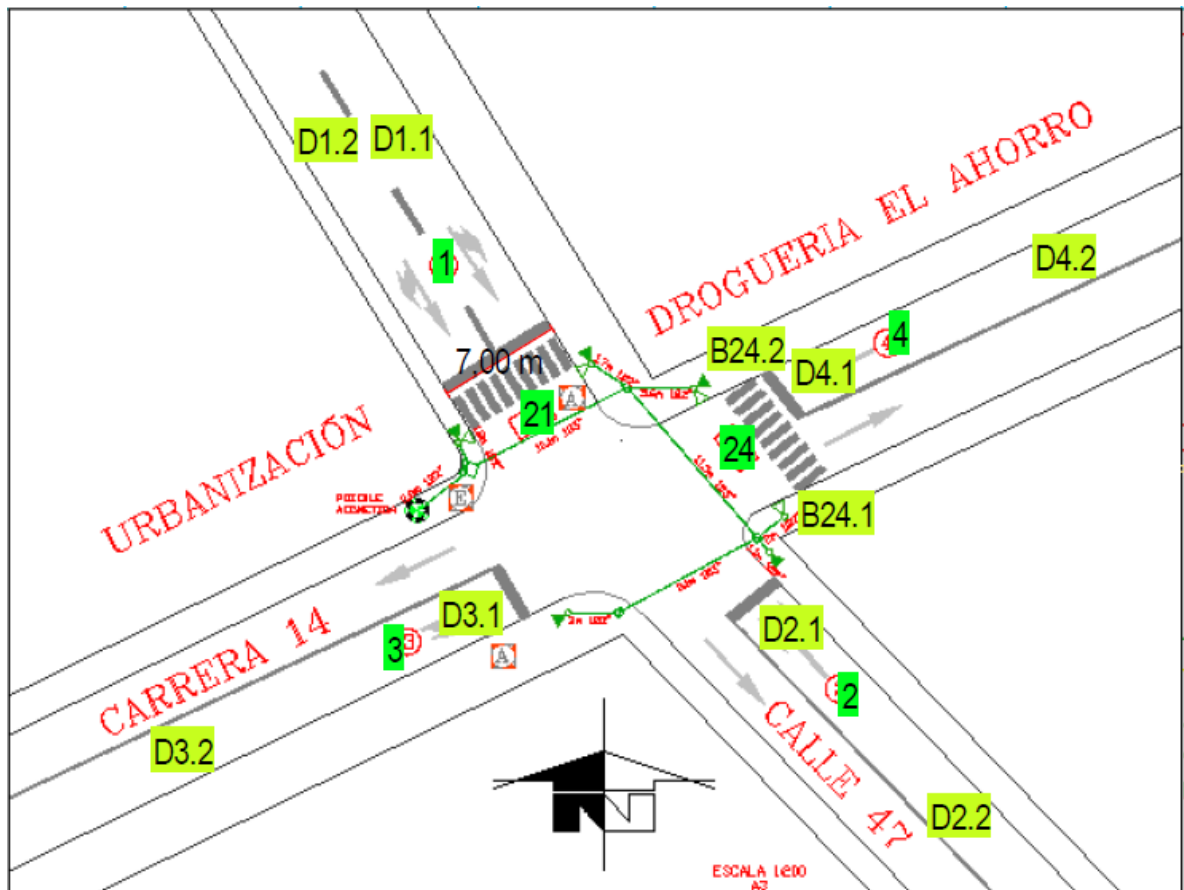 D1.2
D1.1
1
DROGUERIA EL AHORRO
D4.2
4
B24.2
D4.1
7,00 m
A
21
24
URBANIZACIÓN
E
POSIBLE
B24.1
D3.1
3
A
D2.1
2
CARRERA 14
D3.2
CALLE 47
D2.2
N
ESCALA 1:200
A3